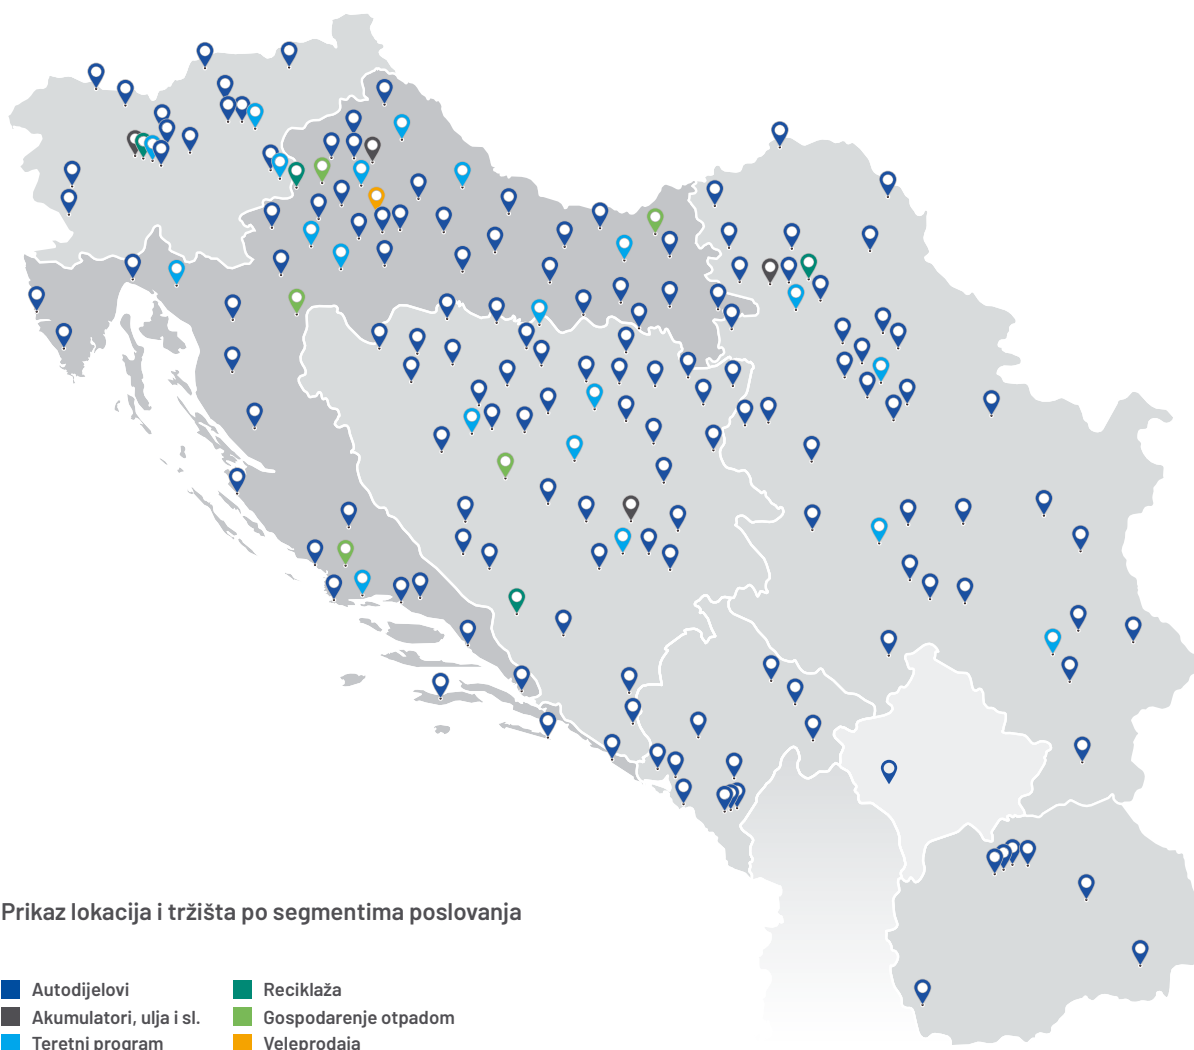 Prikaz lokacija i tržišta po segmentima poslovanja
Autodijelovi
Akumulatori, ulja i sl.
Teretni program
Reciklaža
Gospodarenje otpadom
Veleprodaja